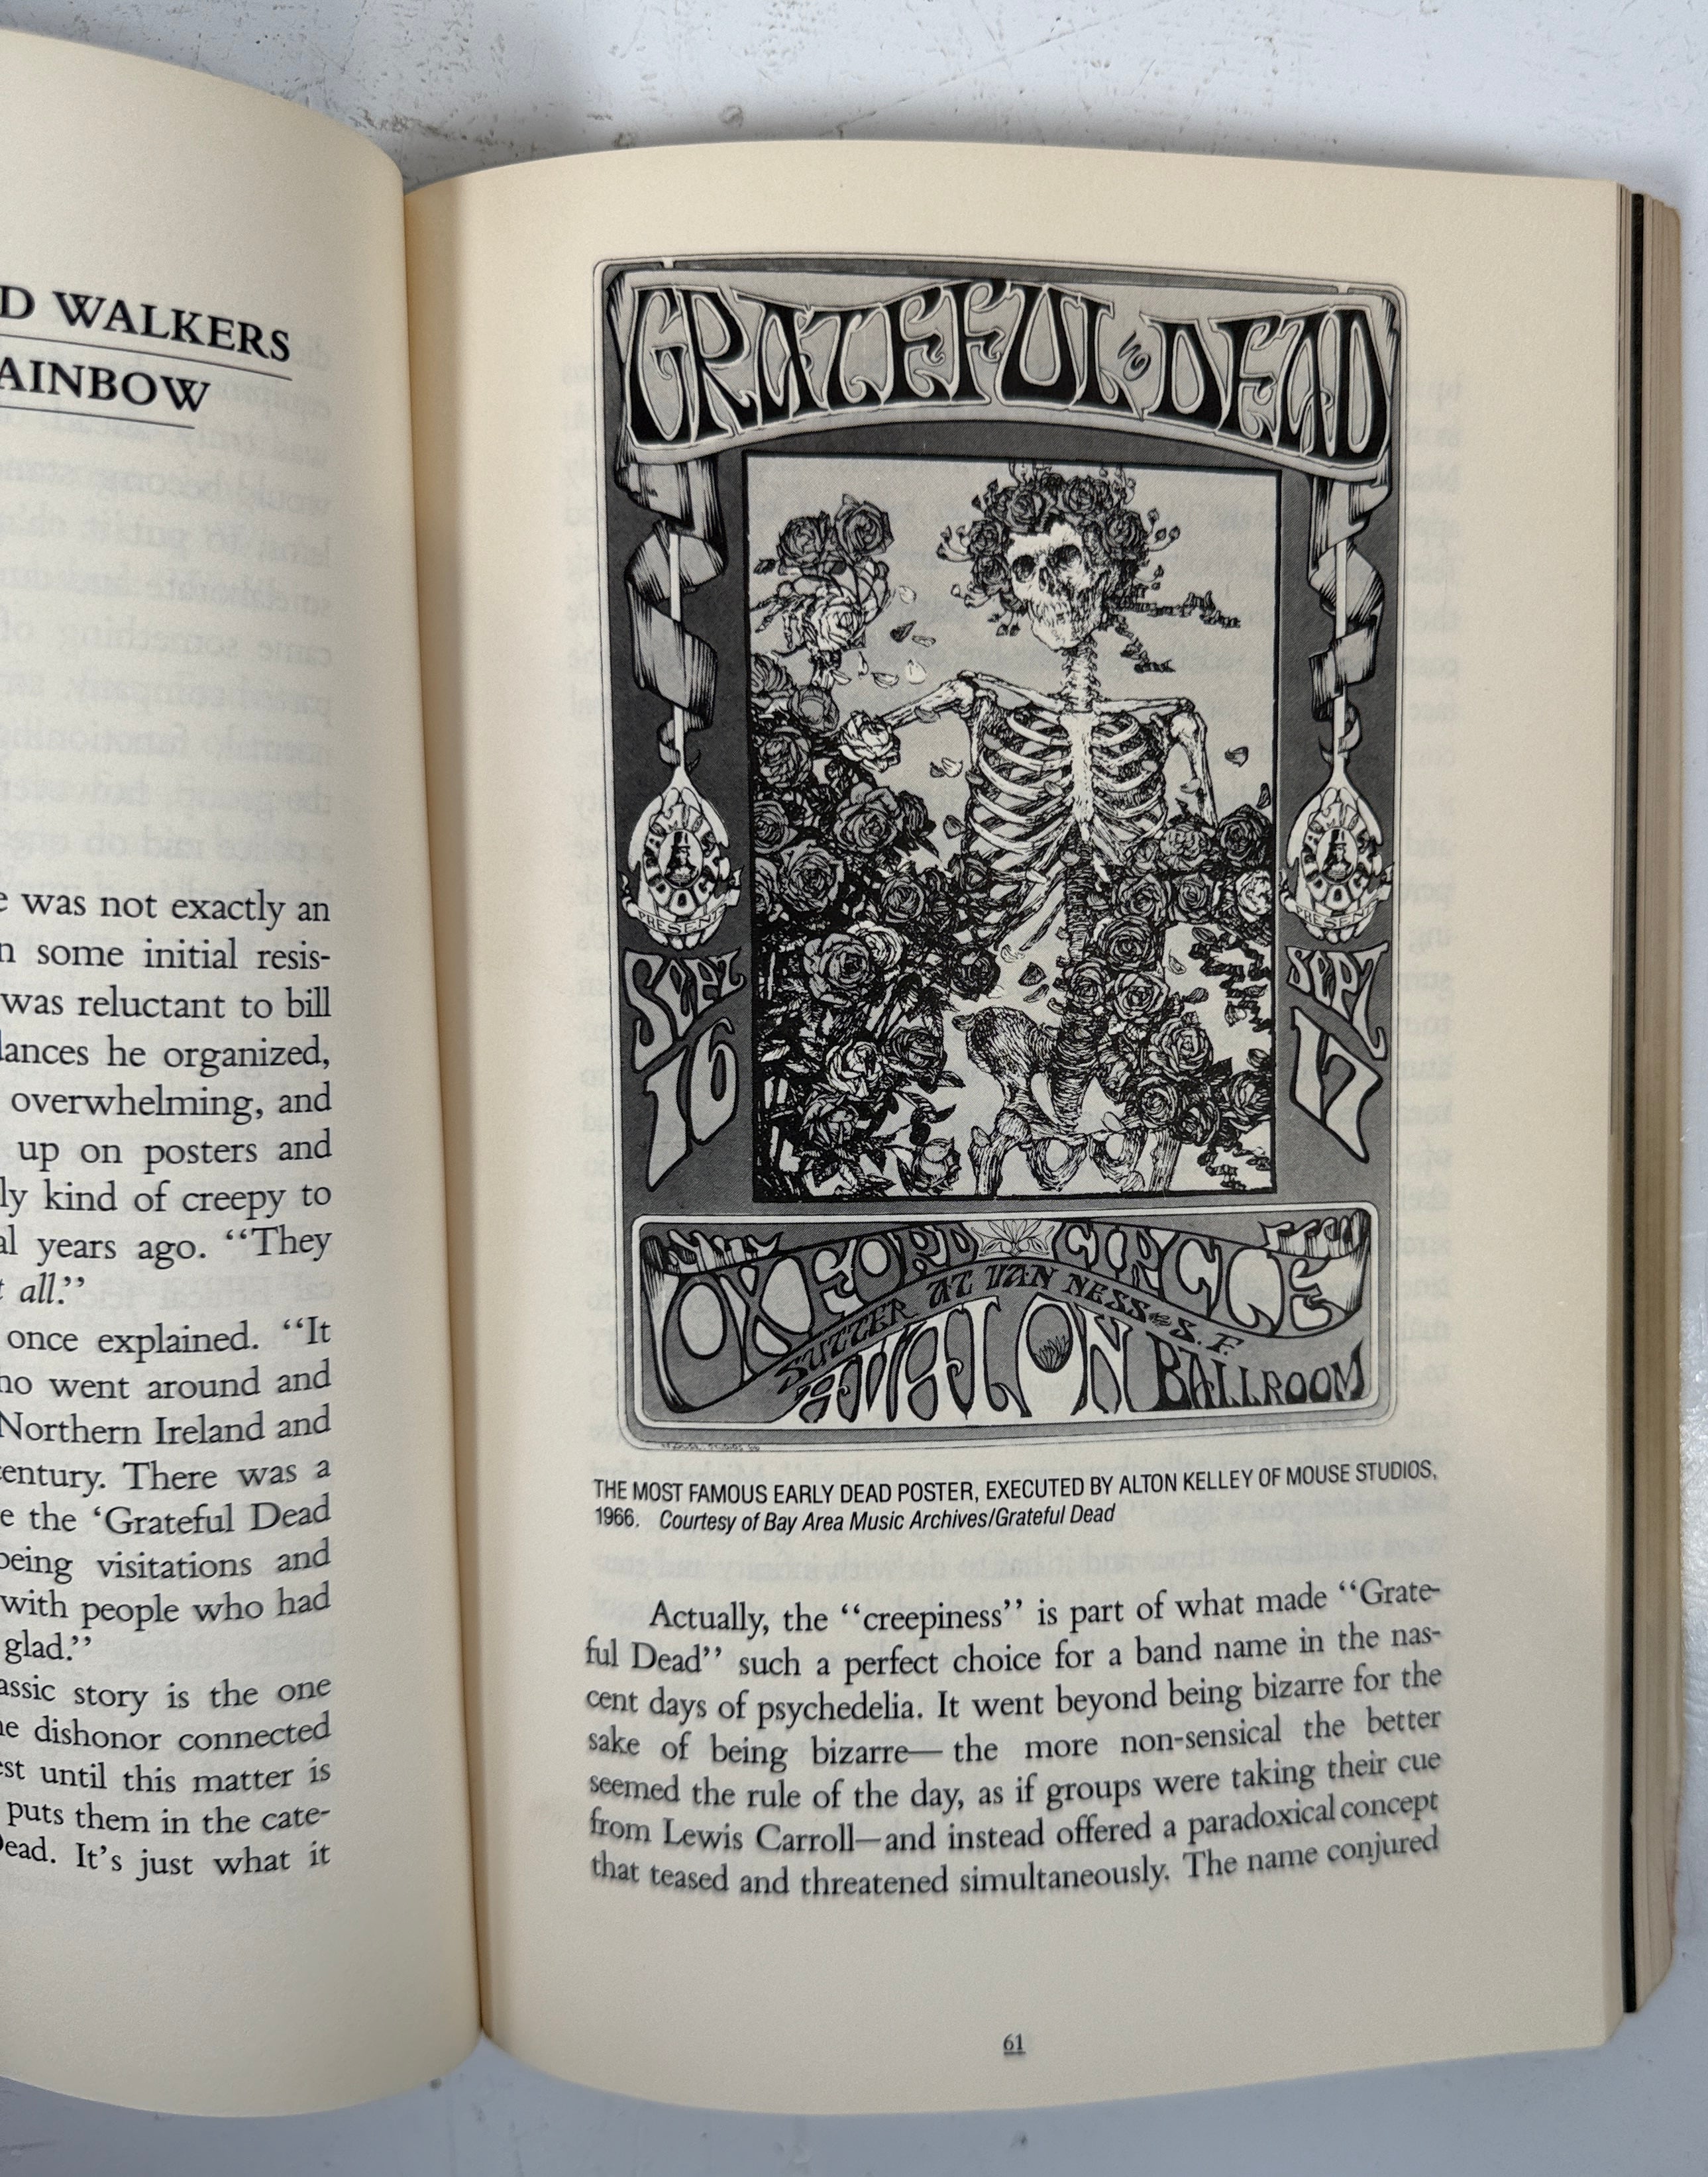 D WALKERS
AINBOW
e was not exactly an
n some initial resis-
was reluctant to bill
lances he organized,
overwhelming, and
up on posters and
ly kind of creepy to
al years ago. “They
t all.”
once explained. “It
ho went around and
Northern Ireland and
entury. There was a
e the ‘Grateful Dead
being visitations and
with people who had
glad.”
assic story is the one
ne dishonor connected
est until this matter is
puts them in the cate-
Dead. It's just what it
GRATEFUL DEAD
FAMILY DOG
PRESENTS
SEPT
16
FAMILY DOG
PRESENTS
SEPT
17
OXFORD CIRCLE
SUTTER AT VAN NESS S.F.
AVALON BALLROOM
THE MOST FAMOUS EARLY DEAD POSTER, EXECUTED BY ALTON KELLEY OF MOUSE STUDIOS,
1966. Courtesy of Bay Area Music Archives/Grateful Dead
Actually, the “creepiness” is part of what made “Grate-
ful Dead” such a perfect choice for a band name in the nas-
cent days of psychedelia. It went beyond being bizarre for the
sake of being bizarre— the more non-sensical the better
seemed the rule of the day, as if groups were taking their cue
from Lewis Carroll—and instead offered a paradoxical concept
that teased and threatened simultaneously. The name conjured
61